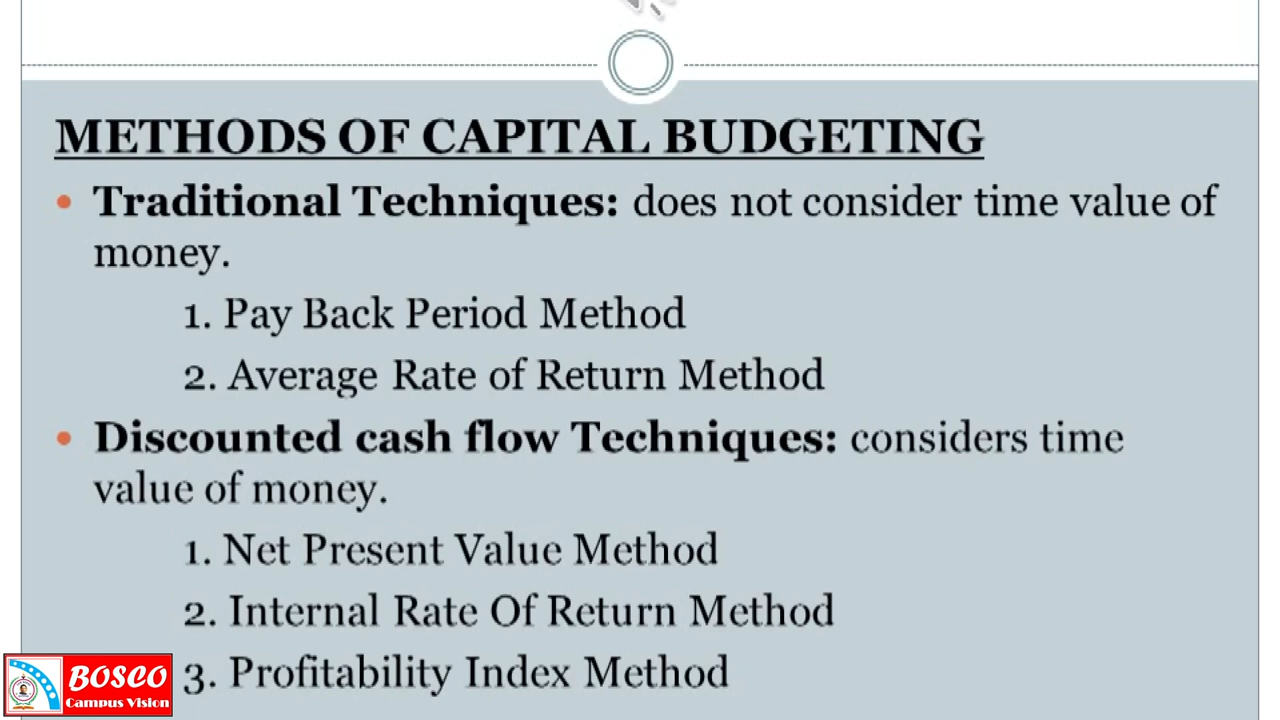 METHODS OF CAPITAL BUDGETING
• Traditional Techniques: does not consider time value of
money.
1. Pay Back Period Method
2. Average Rate of Return Method
• Discounted cash flow Techniques: considers time
value of money.
1. Net Present Value Method
2. Internal Rate Of Return Method
3. Profitability Index Method
BOSCO
Campus Vision